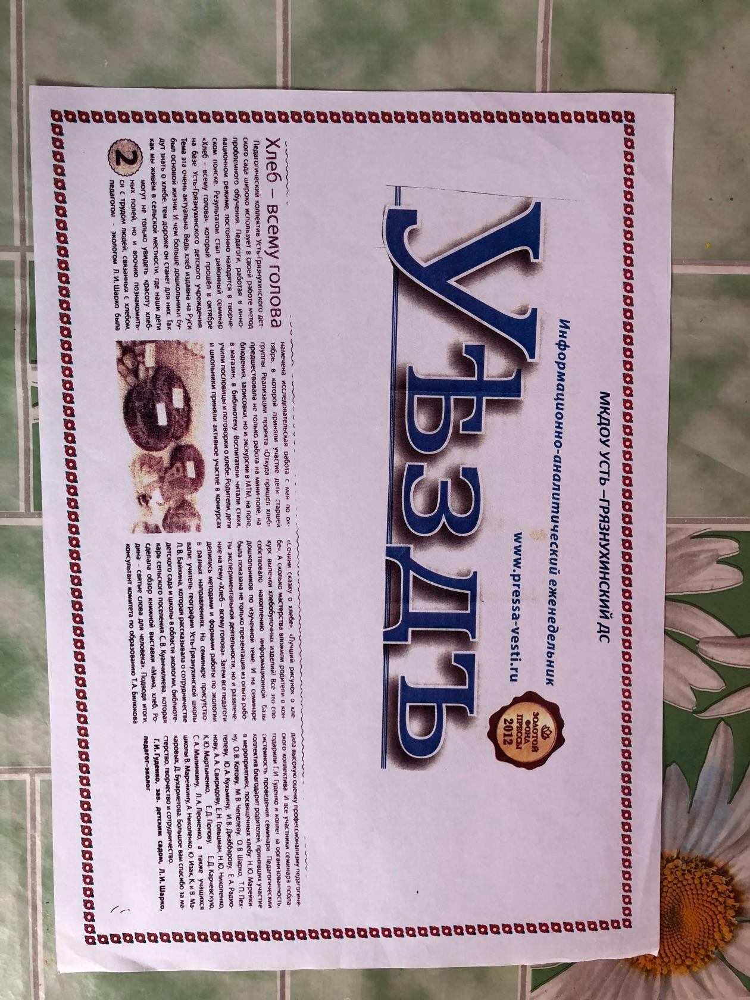 МКДОУ УСТЬ –ГРЯЗНУХИНСКИЙ ДС
Информационно-аналитический еженедельник
www.pressa-vesti.ru
ЗОЛОТОЙ
ФОНД
ПРЕССЫ
2012
УѢЗДЪ
Хлеб – всему голова
Педагогический коллектив Усть-Грязнухинского дет-
ского сада широко использует в своей работе метод
проблемного обучения. Педагоги, работая в инно-
вационном режиме, постоянно находятся в творче-
ском поиске. Результатом стал районный семинар
«Хлеб – всему голова», который прошёл в октябре
на базе Усть-Грязнухинского детского учреждения.
Тема эта очень актуальна. Ведь хлеб издавна на Руси
был основой жизни. И чем больше дошкольники бу-
дут знать о хлебе, тем дороже он станет для них. Так
как мы живём в сельской местности, где наши дети
могут не только увидеть красоту хлеб-
ных полей, но и воочию познакомить-
ся с трудом людей, связанных с хлебом,
педагогом - экологом Л.И. Шарко была
2
намечена исследовательская работа с мая по ок-
тябрь, в которой приняли участие дети старшей
группы. Реализации проекта «Откуда пришёл хлеб»
предшествовала не только работа на мини-поле, на-
блюдения, зарисовки, но и экскурсии в МТМ, на поле,
в магазин, в библиотеку. Воспитатели читали стихи,
учили пословицы и поговорки о хлебе. Родители, дети
и школьники приняли активное участие в конкурсах
«Сочини сказку о хлебе», «Лучший рисунок о хле-
бе». А сколько мастерства вложили родители в кон-
курс выпечки хлебобулочных изделий! Всё это спо-
собствовало накоплению информационной базы
дошкольников по изученной теме. И на семинаре
была показана не только презентация из опыта рабо-
ты экспериментальной деятельности, но и развлече-
ние на тему «Хлеб – всему голова». Затем все педагоги
делились методами и формами работы по экологии
в разных направлениях. На семинаре присутство-
вали: учитель географии Усть-Грязнухинской школы
Л.В. Байкина, которая рассказывала о сотрудничестве
детского сада и школы в области экологии, библиоте-
карь сельского поселения С.В. Куанчилиева, которая
сделала обзор книжной выставки «Мама, хлеб, Ро-
дина – святые слова для человека». Подводя итоги,
консультант комитета по образованию Т.А. Билюкова
дала высокую оценку профессионализму педагогиче-
ского коллектива. И все участники семинара побла-
годарили Г.И. Гуденко и коллег за организованность,
системность проведения семинара. Педагогический
коллектив благодарит родителей, принявших участие
в мероприятиях, посвящённых хлебу: Н.Ю. Марейки
ну, О.В. Котову, М.В. Чепелеву, О.В. Шарко, Т.П. Пех-
телеву, Ю.А. Кузьмину, И.В. Джаббарову, Е.А. Радио-
нову, А.А. Свиридову, Е.Н. Гольцман, Н.Ю. Николенко,
К.Ю. Мартыненко, Е.Д. Попову, Е.Д. Карчевскую,
С.А. Малинкину, Л.А. Леоненко, а также учащихся
школы В. Марейкину, А. Николенко, Ю. Изак, К. и В. Ма-
каровых, Д. Бухарметова. Большое вам спасибо за ма-
стерство, творчество и сотрудничество.
Г.И. Гуденко, зав. детским садом, Л.И. Шарко,
педагог–эколог